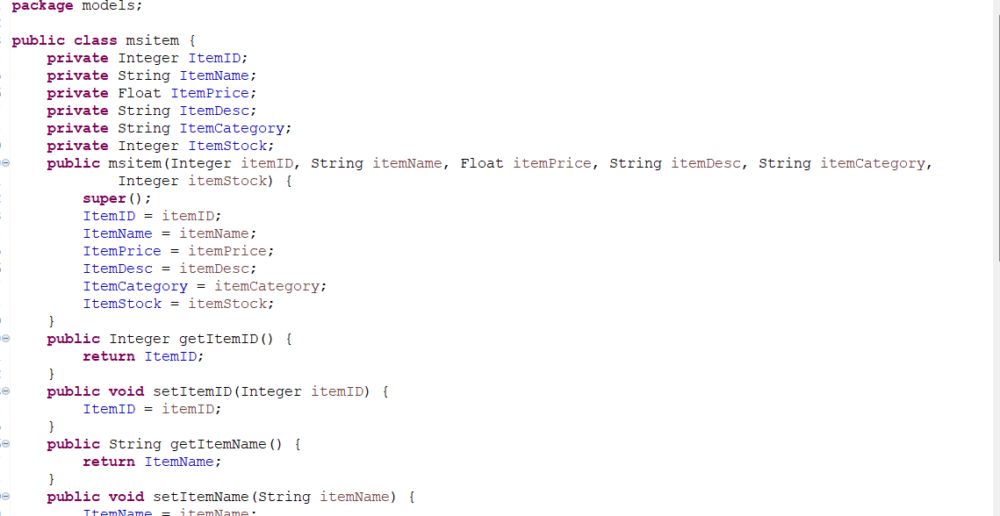 package models;
public class msitem {
    private Integer ItemID;
    private String ItemName;
    private Float ItemPrice;
    private String ItemDesc;
    private String ItemCategory;
    private Integer ItemStock;
    public msitem(Integer itemID, String itemName, Float itemPrice, String itemDesc, String itemCategory,
            Integer itemStock) {
        super();
        ItemID = itemID;
        ItemName = itemName;
        ItemPrice = itemPrice;
        ItemDesc = itemDesc;
        ItemCategory = itemCategory;
        ItemStock = itemStock;
    }
    public Integer getItemID() {
        return ItemID;
    }
    public void setItemID(Integer itemID) {
        ItemID = itemID;
    }
    public String getItemName() {
        return ItemName;
    }
    public void setItemName(String itemName) {
        ItemName = itemName;